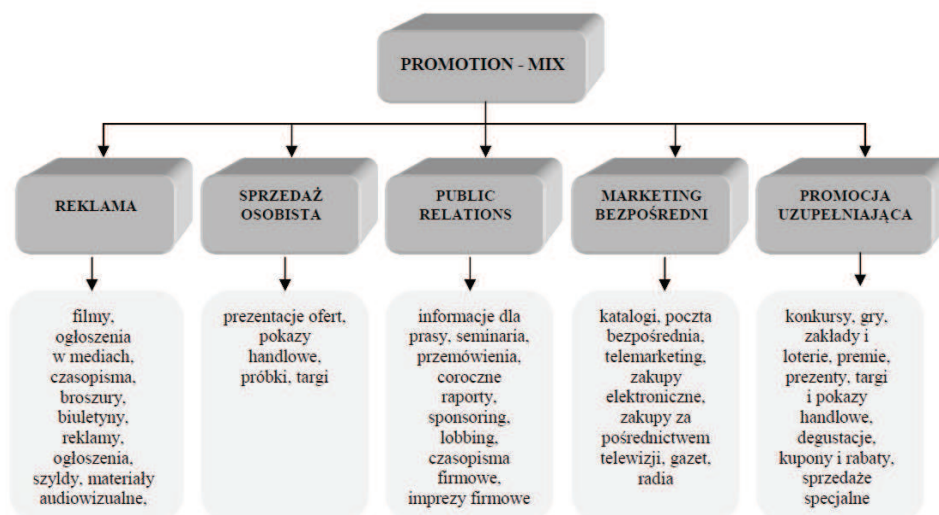 PROMOTION - MIX
REKLAMA
SPRZEDAŻ
OSOBISTA
PUBLIC
RELATIONS
MARKETING
BEZPOŚREDNI
PROMOCJA
UZUPEŁNIAJĄCA
filmy,
ogłoszenia
w mediach,
czasopisma,
broszury,
biuletyny,
reklamy,
ogłoszenia,
szyldy, materiały
audiowizualne,
prezentacje ofert,
pokazy
handlowe,
próbki, targi
informacje dla
prasy, seminaria,
przemówienia,
coroczne
raporty,
sponsoring,
lobbing,
czasopisma
firmowe,
imprezy firmowe
katalogi, poczta
bezpośrednia,
telemarketing,
zakupy
elektroniczne,
zakupy za
pośrednictwem
telewizji, gazet,
radia
konkursy, gry,
zakłady i
loterie, premie,
prezenty, targi
i pokazy
handlowe,
degustacje,
kupony i rabaty,
sprzedaże
specjalne